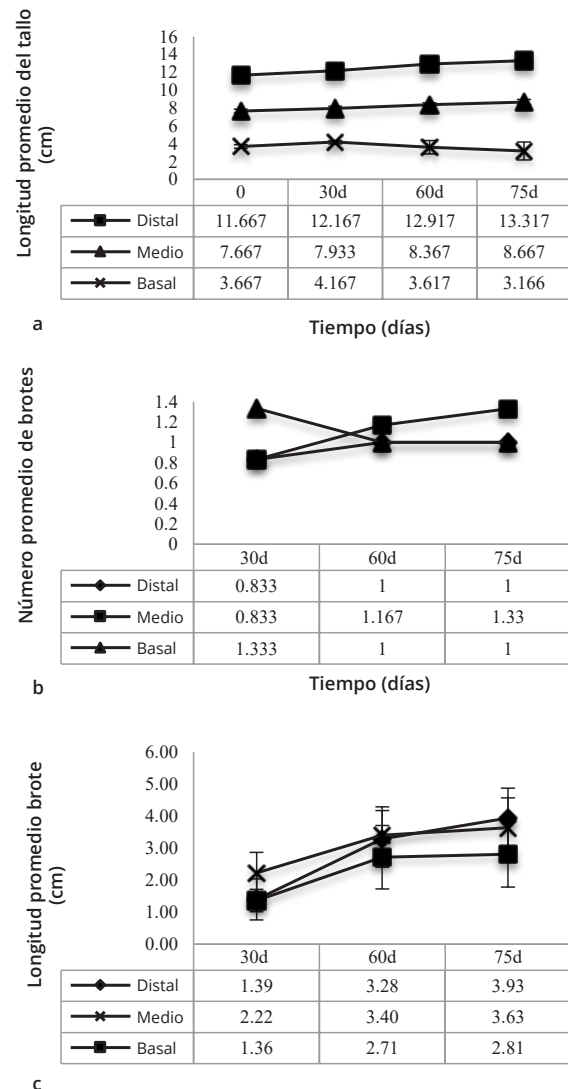 Longitud promedio del tallo
(cm)
16
14
12
10
8
6
4
2
0
0 30d 60d 75d
Distal 11.667 12.167 12.917 13.317
Medio 7.667 7.933 8.367 8.667
Basal 3.667 4.167 3.617 3.166
a
Tiempo (días)
Número promedio de brotes
1.4
1.2
1
0.8
0.6
0.4
0.2
0
30d 60d 75d
Distal 0.833 1 1
Medio 0.833 1.167 1.33
Basal 1.333 1 1
b
Tiempo (días)
Longitud promedio brote
(cm)
6.00
5.00
4.00
3.00
2.00
1.00
0.00
30d 60d 75d
Distal 1.39 3.28 3.93
Medio 2.22 3.40 3.63
Basal 1.36 2.71 2.81
c